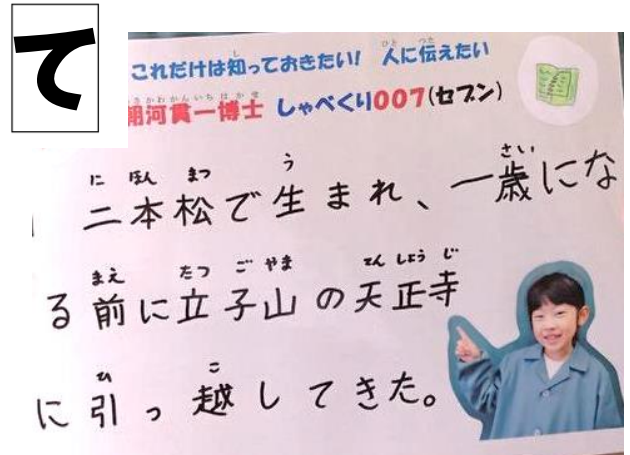 て
これだけは知っておきたい! 人に伝えたい
朝河貫一博士 しゃべくり007(セブン)
二本松で生まれ、一歳にな
る前に立子山の天正寺
に引っ越してきた。